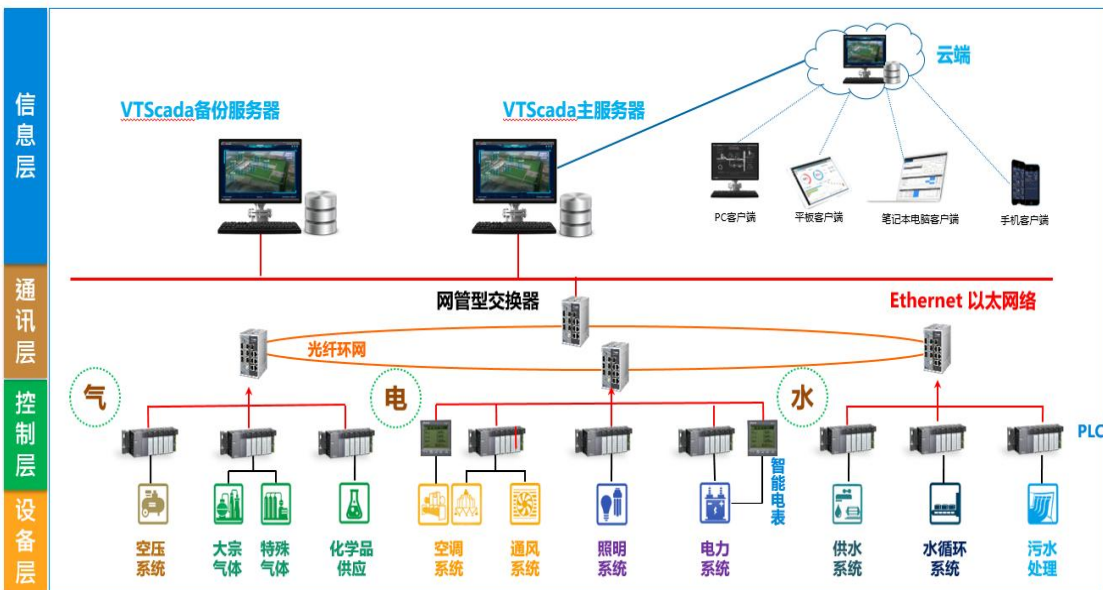 信息层
云端
VTScada备份服务器
VTScada主服务器
PC客户端
平板客户端
笔记本电脑客户端
手机客户端
通讯层
网管型交换器
Ethernet 以太网络
光纤环网
控制层
气
电
水
PLC
智能电表
设备层
空压
系统
大宗
气体
特殊
气体
化学品
供应
空调
系统
通风
系统
照明
系统
电力
系统
供水
系统
水循环
系统
污水
处理